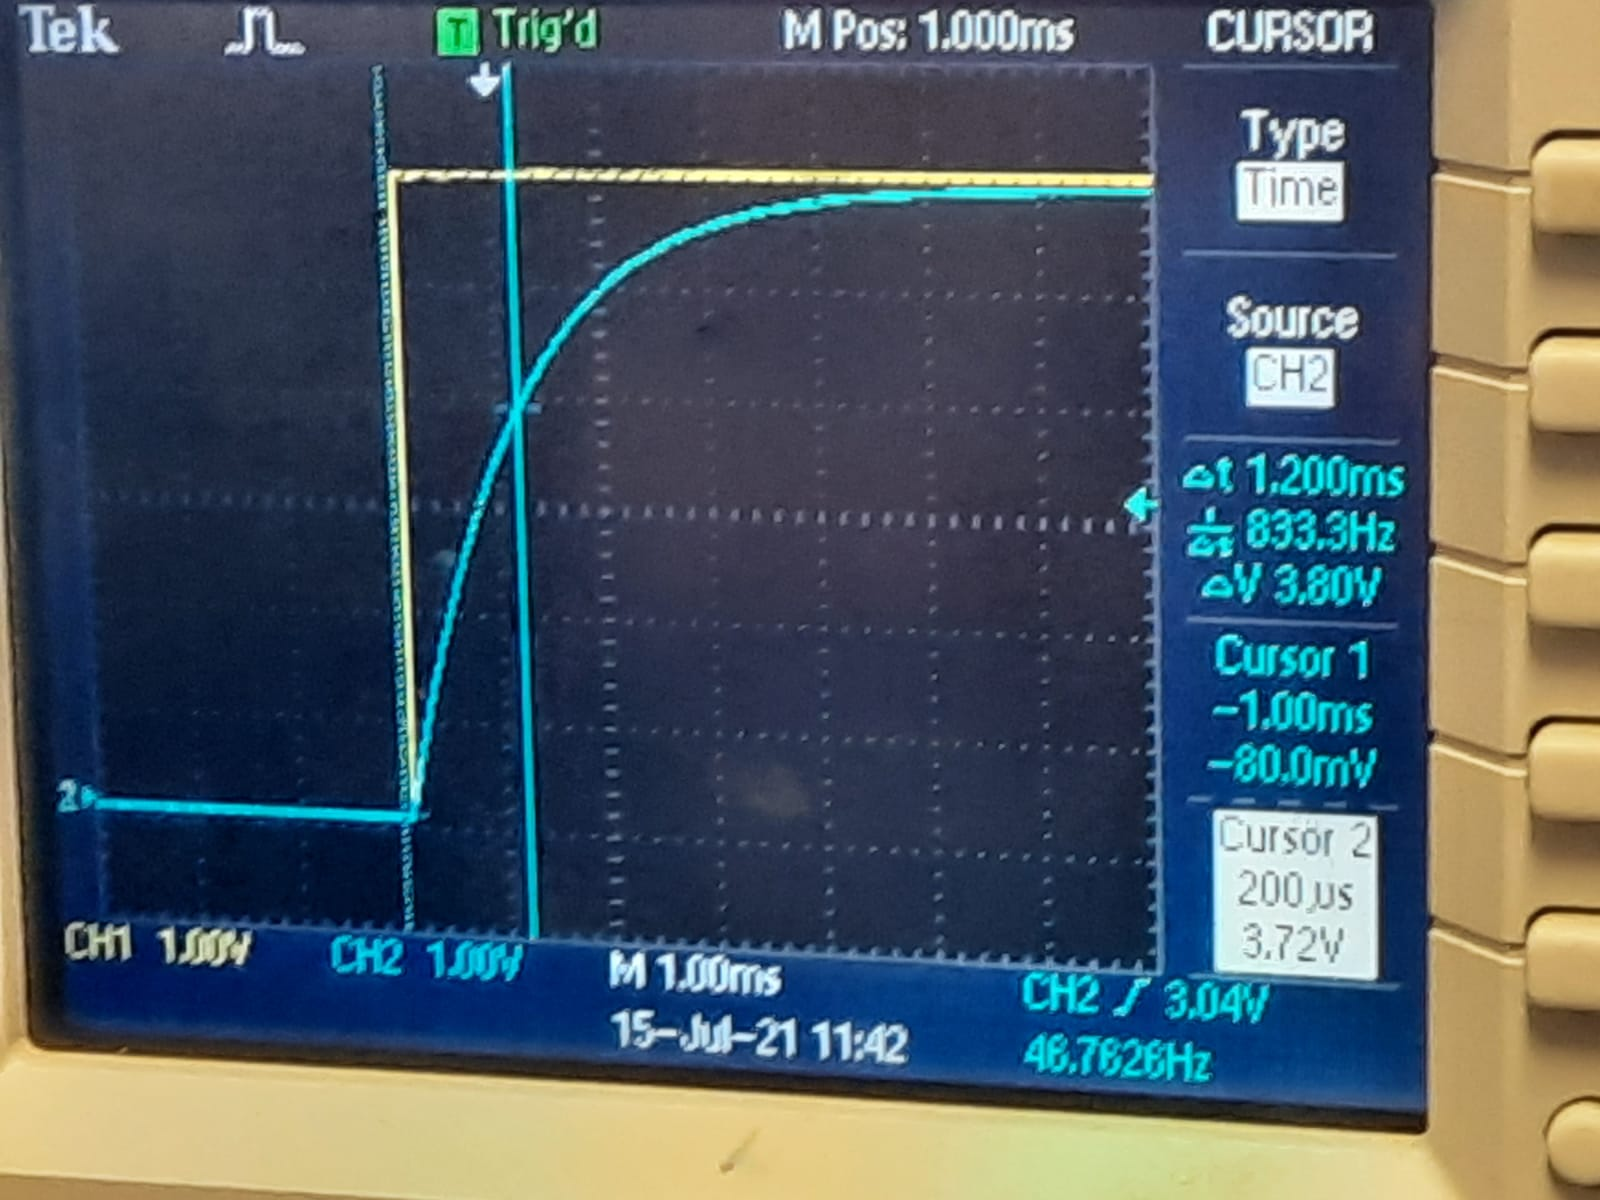 Tek T Trig'd M Pos: 1.000ms CURSOR
Type
Time
Source
CH2
Δt 1.200ms
1/Δt 833.3Hz
ΔV 3.80V
Cursor 1
-1.00ms
-80.0mV
2
Cursor 2
200µs
3.72V
CH1 1.00V CH2 1.00V M 1.00ms CH2 3.04V
15-Jul-21 11:42 46.7626Hz